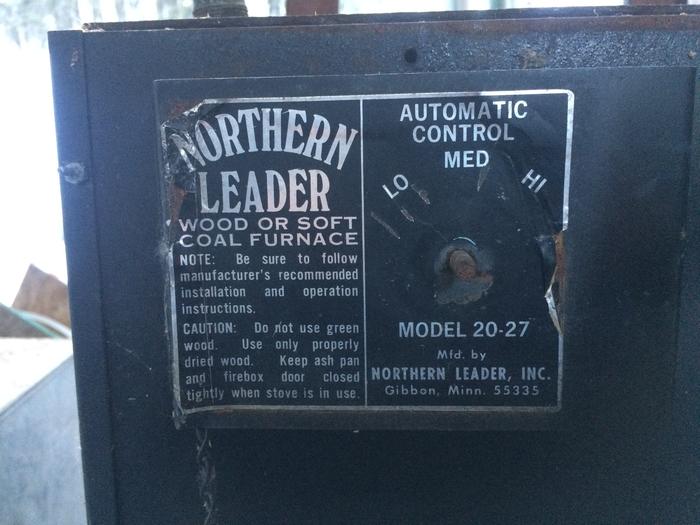 NORTHERN
LEADER
WOOD OR SOFT
COAL FURNACE
NOTE: Be sure to follow
manufacturer's recommended
installation and operation
instructions.
CAUTION: Do not use green
wood. Use only properly
dried wood. Keep ash pan
and firebox door closed
tightly when stove is in use.
AUTOMATIC
CONTROL
MED
LO HI
MODEL 20-27
Mfd. by
NORTHERN LEADER, INC.
Gibbon, Minn. 55335